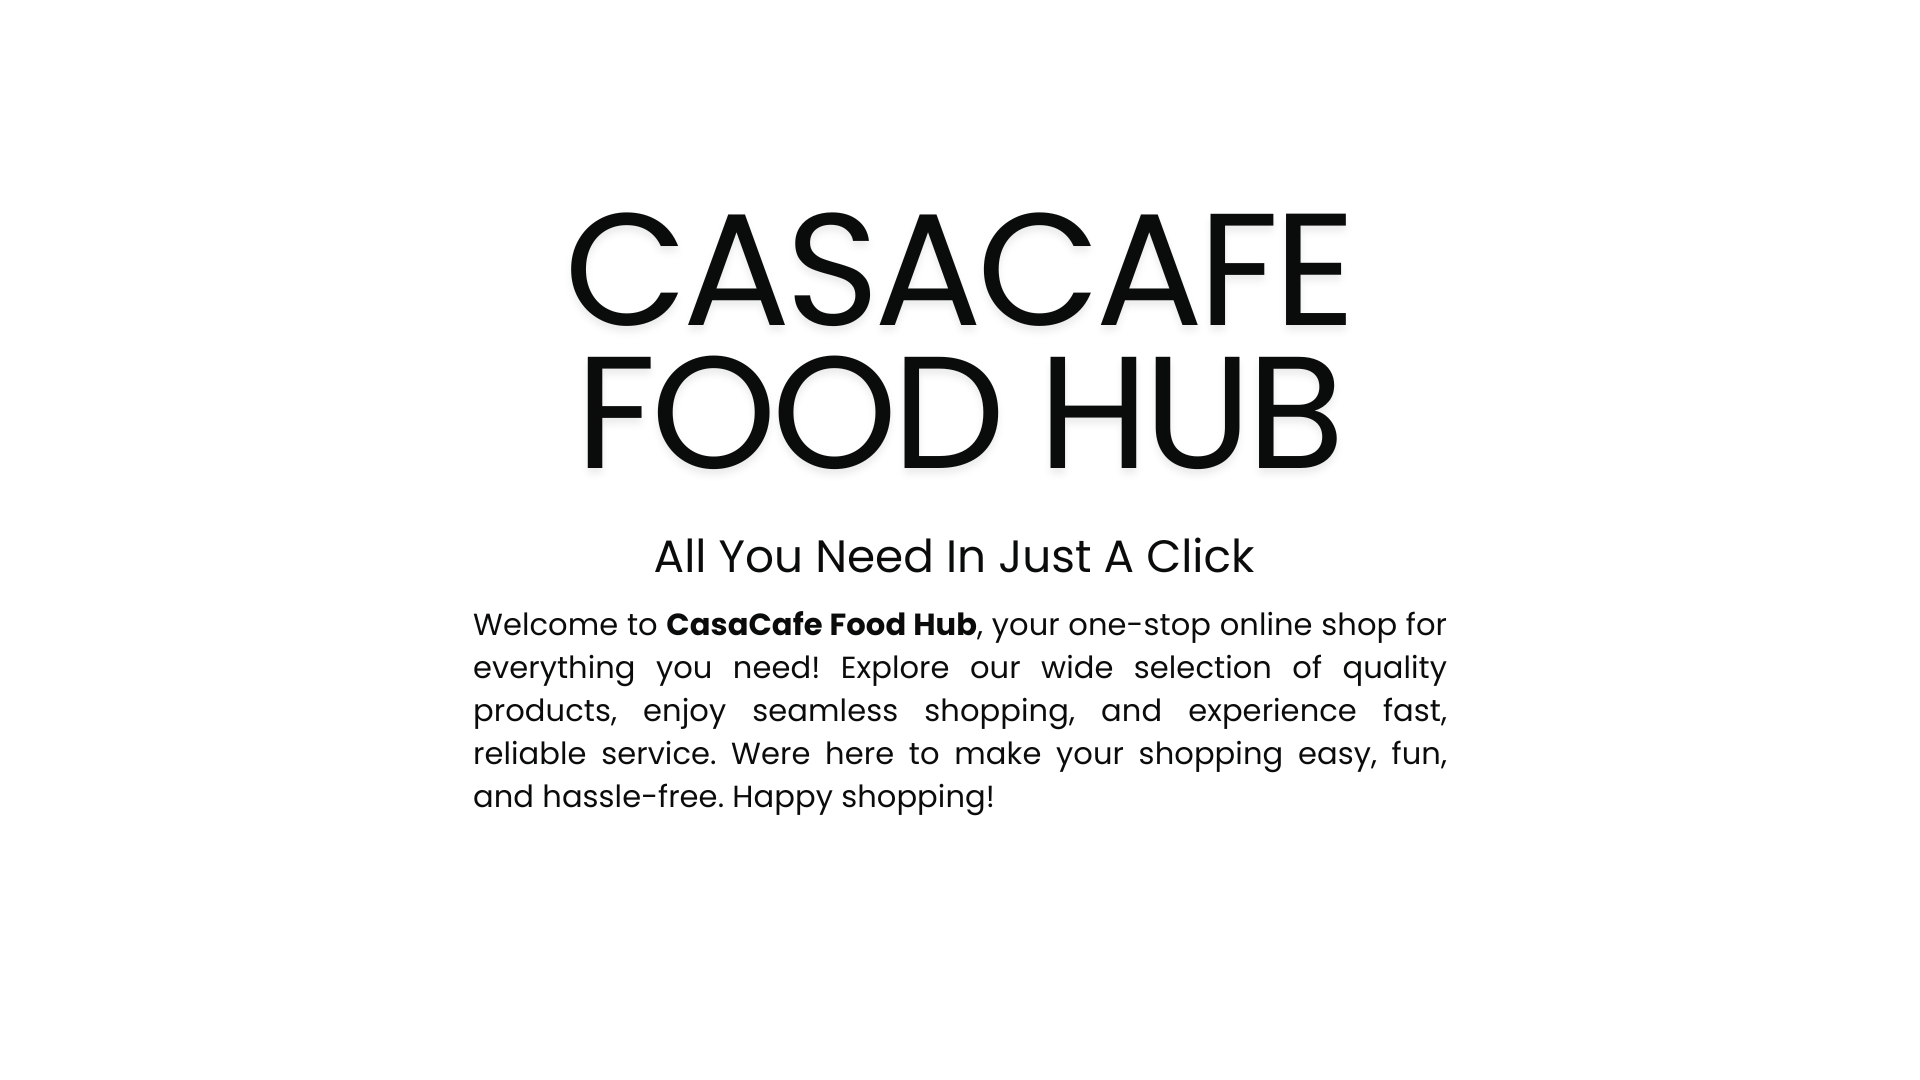 CASACAFE
FOOD HUB
All You Need In Just A Click
Welcome to CasaCafe Food Hub, your one-stop online shop for
everything you need! Explore our wide selection of quality
products, enjoy seamless shopping, and experience fast,
reliable service. Were here to make your shopping easy, fun,
and hassle-free. Happy shopping!